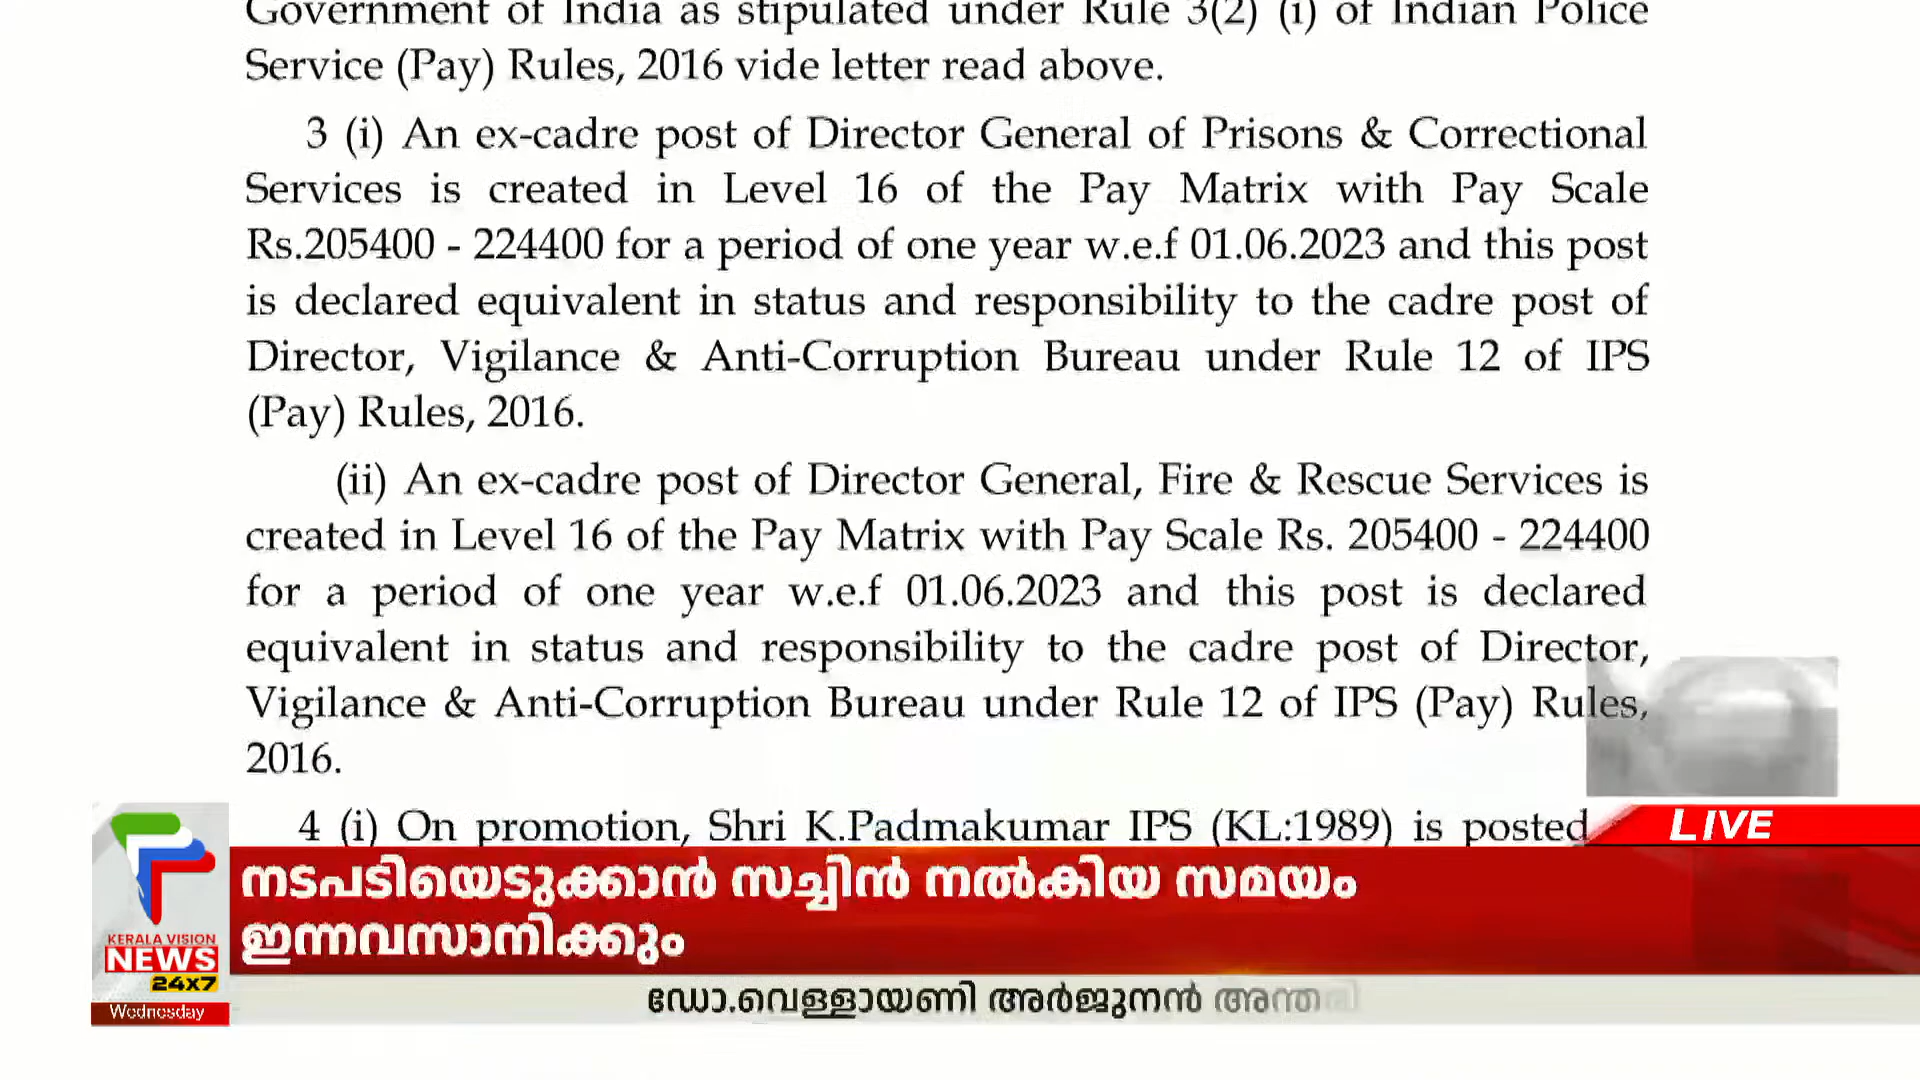 Government of India as stipulated under Rule 3(2) (i) of Indian Police
Service (Pay) Rules, 2016 vide letter read above.
3 (i) An ex-cadre post of Director General of Prisons & Correctional
Services is created in Level 16 of the Pay Matrix with Pay Scale
Rs.205400 - 224400 for a period of one year w.e.f 01.06.2023 and this post
is declared equivalent in status and responsibility to the cadre post of
Director, Vigilance & Anti-Corruption Bureau under Rule 12 of IPS
(Pay) Rules, 2016.
(ii) An ex-cadre post of Director General, Fire & Rescue Services is
created in Level 16 of the Pay Matrix with Pay Scale Rs. 205400 - 224400
for a period of one year w.e.f 01.06.2023 and this post is declared
equivalent in status and responsibility to the cadre post of Director,
Vigilance & Anti-Corruption Bureau under Rule 12 of IPS (Pay) Rules,
2016.
4 (i) On promotion, Shri K.Padmakumar IPS (KL:1989) is posted
LIVE
നടപടിയെടുക്കാൻ സച്ചിൻ നൽകിയ സമയം
ഇന്നവസാനിക്കും
KERALA VISION
NEWS
24x7
Wednesday
ഡോ.വെള്ളായണി അർജുനൻ